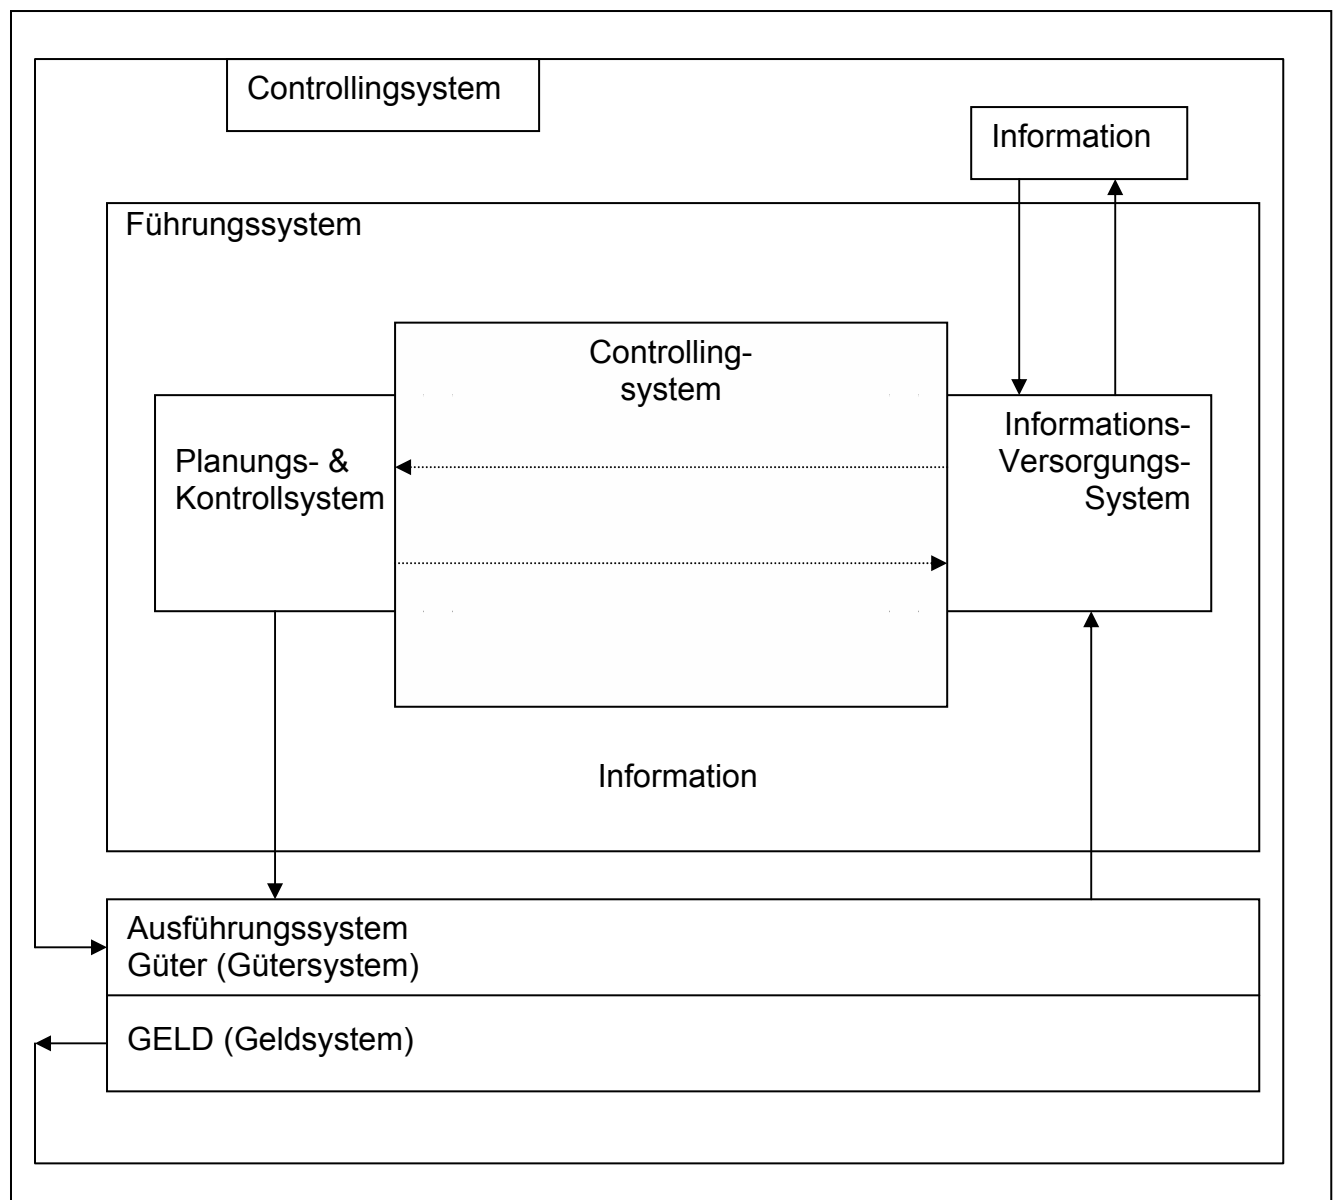 Controllingsystem
Information
Führungssystem
Controlling-
system
Planungs- &
Kontrollsystem
Informations-
Versorgungs-
System
Information
Ausführungssystem
Güter (Gütersystem)
GELD (Geldsystem)